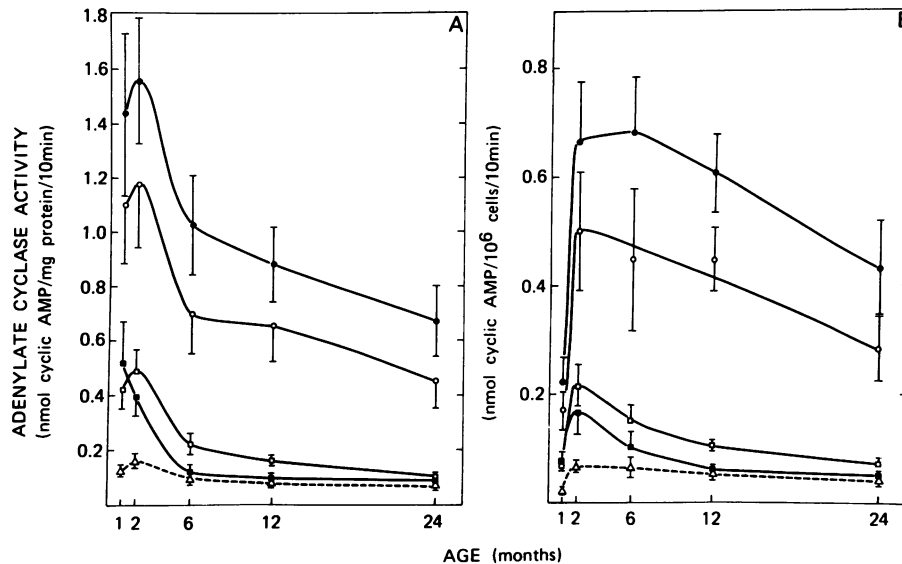 A
ADENYLATE CYCLASE ACTIVITY
(nmol cyclic AMP/mg protein/10min)
1.8
1.6
1.4
1.2
1.0
0.8
0.6
0.4
0.2
1 2 6 12 24
(nmol cyclic AMP/10⁶ cells/10min)
0.8
0.6
0.4
0.2
1 2 6 12 24
AGE (months)